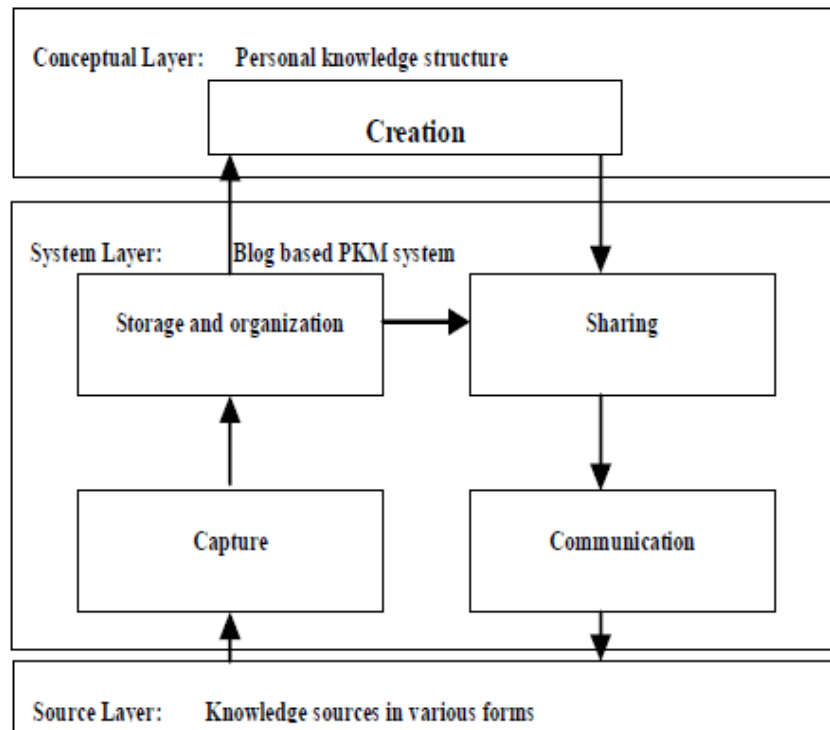 Conceptual Layer: Personal knowledge structure
Creation
System Layer: Blog based PKM system
Storage and organization
Sharing
Capture
Communication
Source Layer: Knowledge sources in various forms